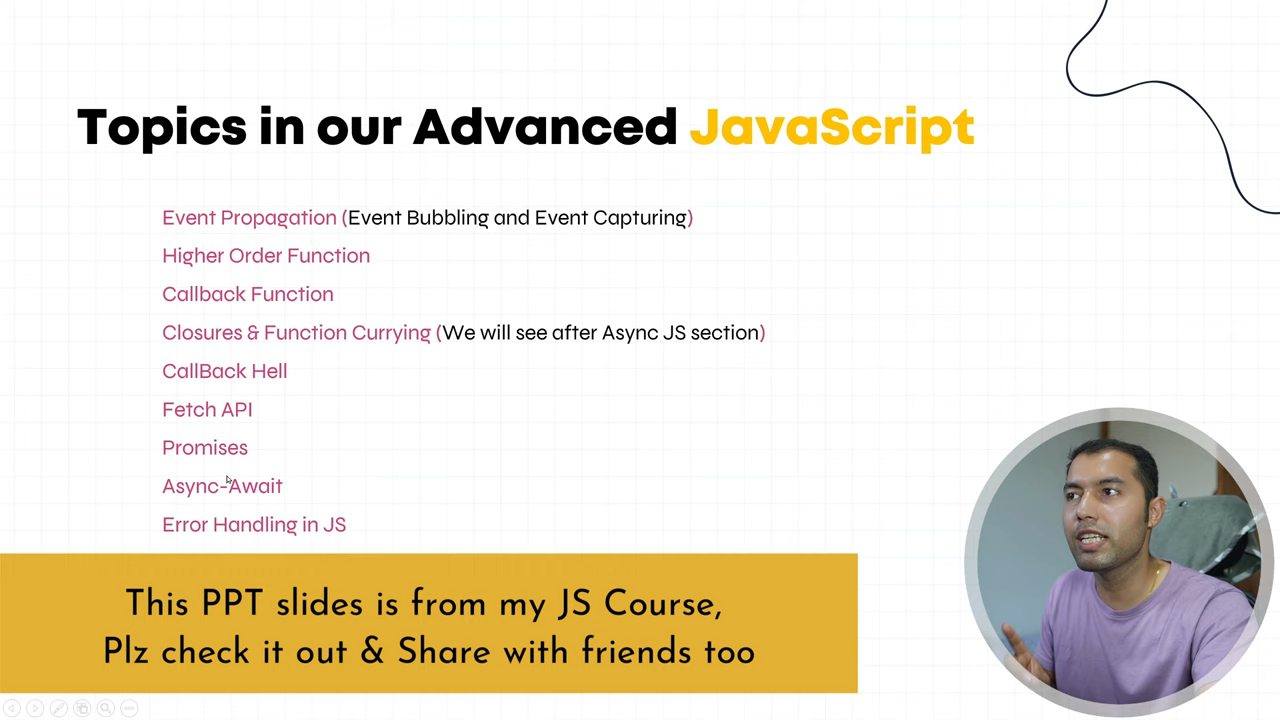 Topics in our Advanced JavaScript
Event Propagation (Event Bubbling and Event Capturing)
Higher Order Function
Callback Function
Closures & Function Currying (We will see after Async JS section)
CallBack Hell
Fetch API
Promises
Async-Await
Error Handling in JS
This PPT slides is from my JS Course,
Plz check it out & Share with friends too